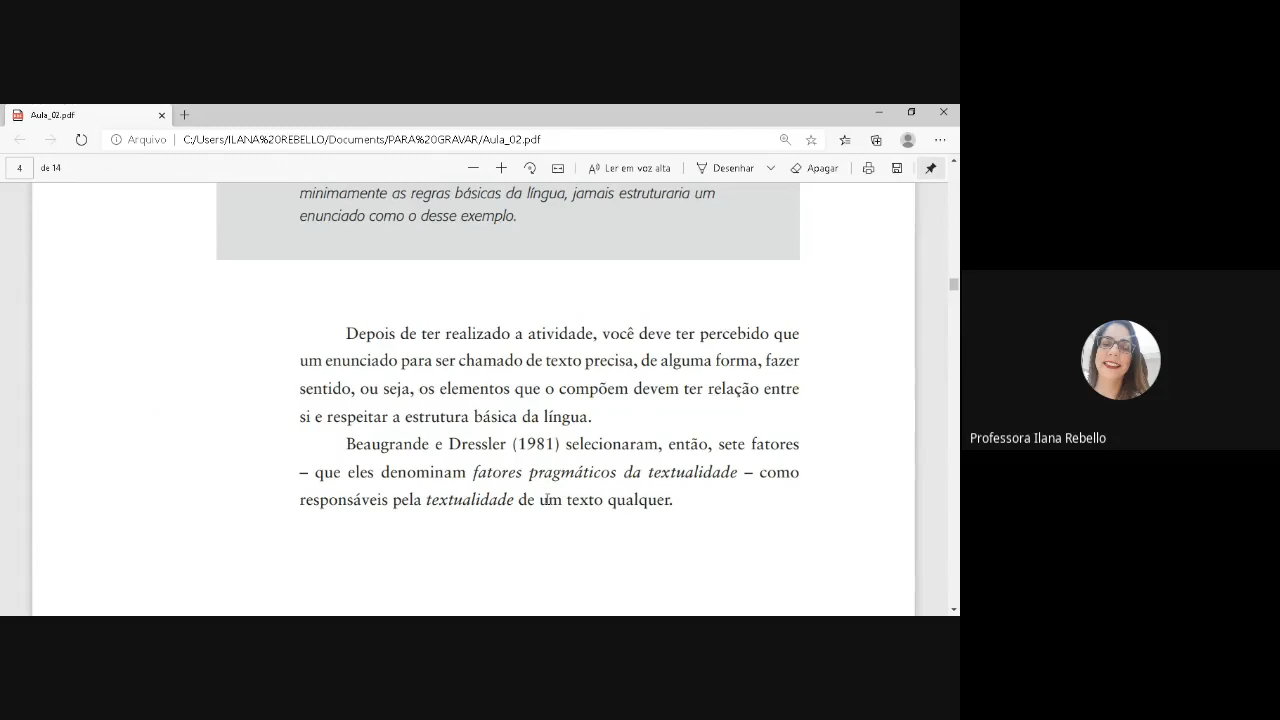 Aula_02.pdf
Arquivo | C:/Users/ILANA%20REBELLO/Documents/PARA%20GRAVAR/Aula_02.pdf
4 de 14 Ler em voz alta Desenhar Apagar
minimamente as regras básicas da língua, jamais estruturaria um
enunciado como o desse exemplo.
Depois de ter realizado a atividade, você deve ter percebido que
um enunciado para ser chamado de texto precisa, de alguma forma, fazer
sentido, ou seja, os elementos que o compõem devem ter relação entre
si e respeitar a estrutura básica da língua.
Beaugrande e Dressler (1981) selecionaram, então, sete fatores
– que eles denominam fatores pragmáticos da textualidade – como
responsáveis pela textualidade de um texto qualquer.
Professora Ilana Rebello